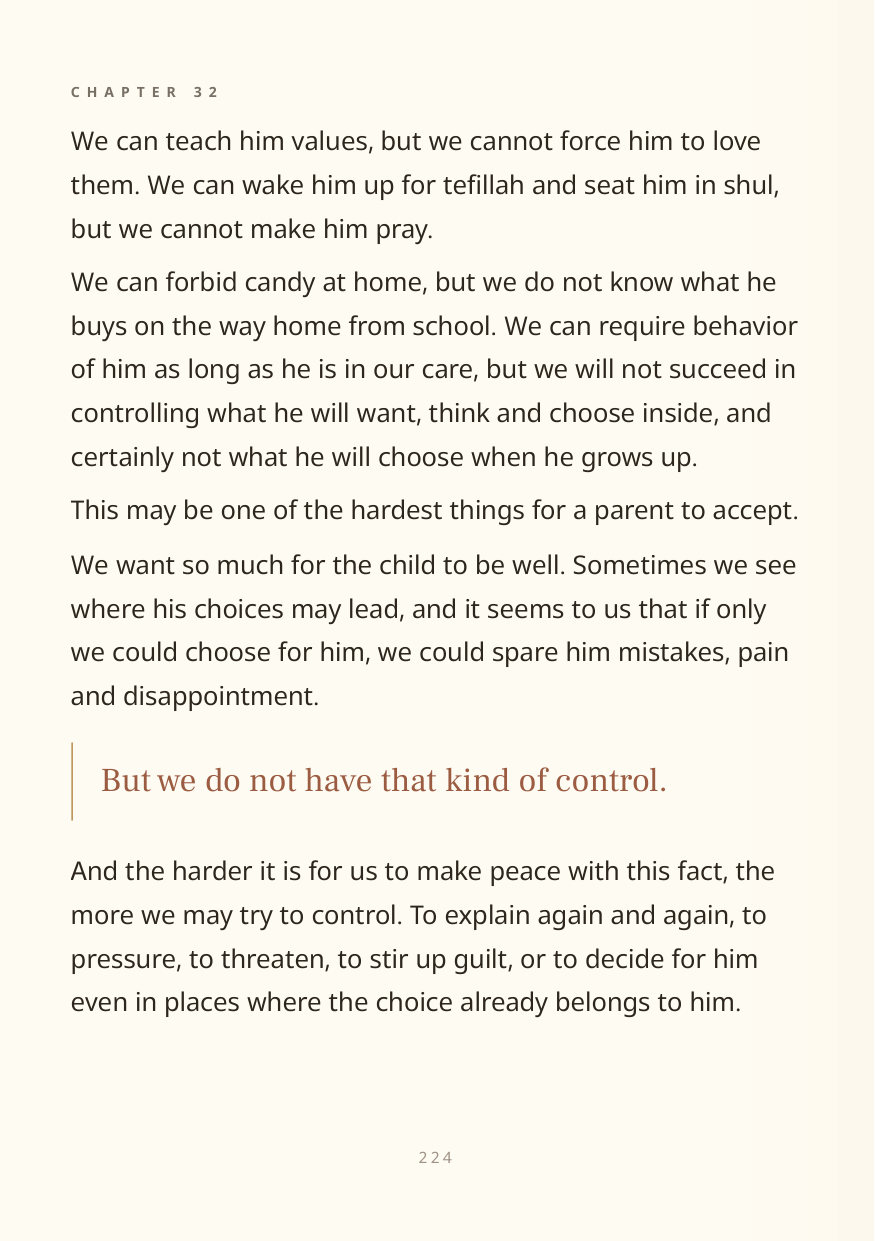 CHAPTER 32
We can teach him values, but we cannot force him to love
them. We can wake him up for tefillah and seat him in shul,
but we cannot make him pray.
We can forbid candy at home, but we do not know what he
buys on the way home from school. We can require behavior
of him as long as he is in our care, but we will not succeed in
controlling what he will want, think and choose inside, and
certainly not what he will choose when he grows up.
This may be one of the hardest things for a parent to accept.
We want so much for the child to be well. Sometimes we see
where his choices may lead, and it seems to us that if only
we could choose for him, we could spare him mistakes, pain
and disappointment.
But we do not have that kind of control.
And the harder it is for us to make peace with this fact, the
more we may try to control. To explain again and again, to
pressure, to threaten, to stir up guilt, or to decide for him
even in places where the choice already belongs to him.
224